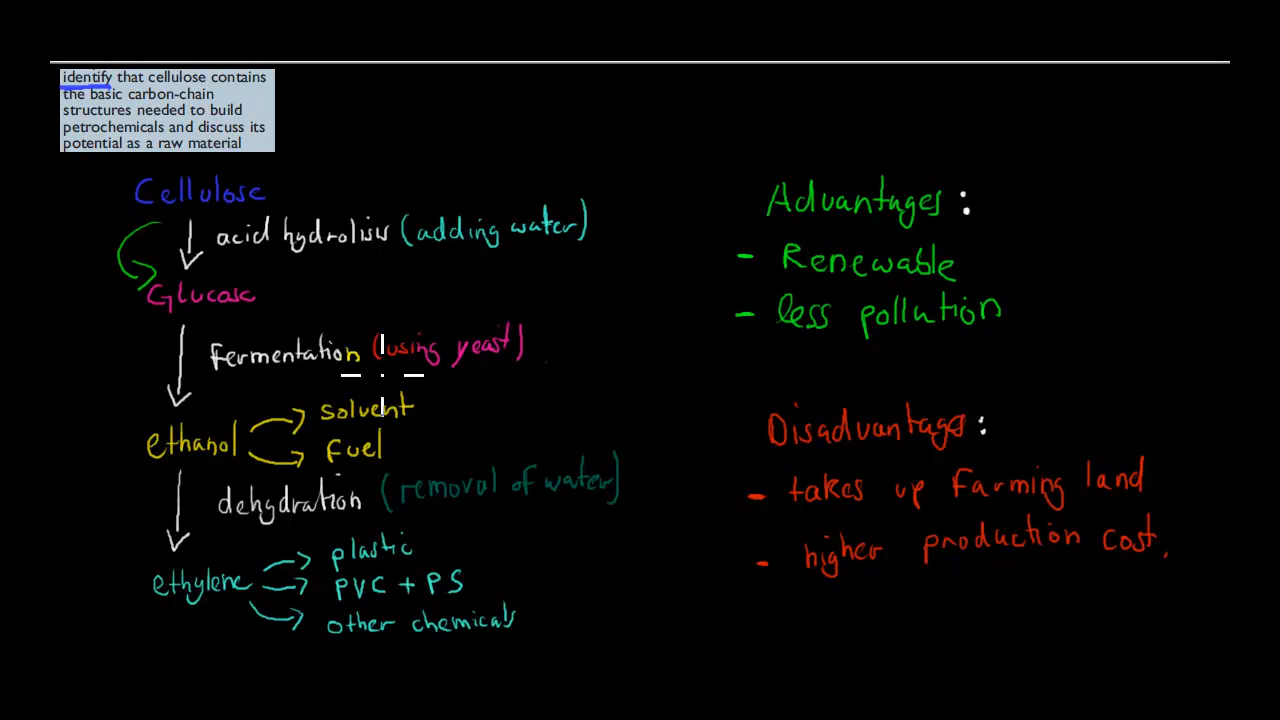 identify that cellulose contains
the basic carbon-chain
structures needed to build
petrochemicals and discuss its
potential as a raw material
Cellulose
acid hydrolisis (adding water)
Glucose
Fermentation (using yeast)
ethanol
solvent
fuel
dehydration (removal of water)
ethylene
plastic
PVC + PS
other chemicals
Advantages :
- Renewable
- less pollution
Disadvantages :
- takes up farming land
- higher production cost.